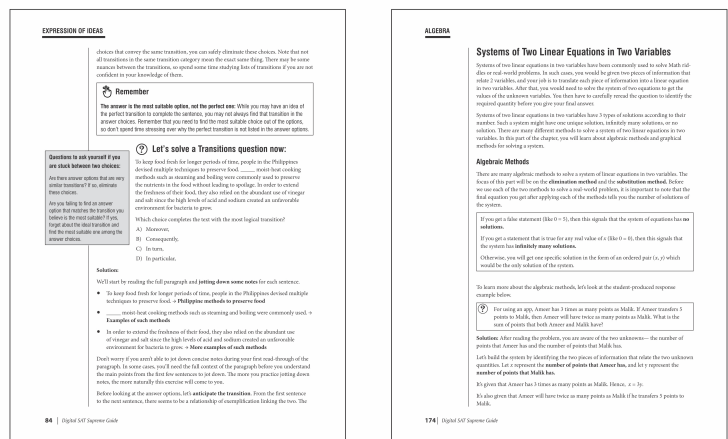 EXPRESSION OF IDEAS
choices that convey the same transition, you can safely eliminate these choices. Note that not
all transitions in the same transition category mean the exact same thing. There may be some
nuances between the transitions, so spend some time studying lists of transitions if you are not
confident in your knowledge of them.
Remember
The answer is the most suitable option, not the perfect one: While you may have an idea of
the perfect transition to complete the sentence, you may not always find that transition in the
answer choices. Remember that you need to find the most suitable choice out of the options,
so don't spend time stressing over why the perfect transition is not listed in the answer options.
Questions to ask yourself if you
are stuck between two choices:
Are there answer options that are very
similar transitions? If so, eliminate
these choices.
Are you failing to find an answer
option that matches the transition you
believe is the most suitable? If yes,
forget about the ideal transition and
find the most suitable one among the
answer choices.
Let's solve a Transitions question now:
To keep food fresh for longer periods of time, people in the Philippines
devised multiple techniques to preserve food. _____ moist-heat cooking
methods such as steaming and boiling were commonly used to preserve
the nutrients in the food without leading to spoilage. In order to extend
the freshness of their food, they also relied on the abundant use of vinegar
and salt since the high levels of acid and sodium created an unfavorable
environment for bacteria to grow.
Which choice completes the text with the most logical transition?
A) Moreover,
B) Consequently,
C) In turn,
D) In particular,
Solution:
We'll start by reading the full paragraph and jotting down some notes for each sentence.
• To keep food fresh for longer periods of time, people in the Philippines devised multiple
techniques to preserve food. → Philippine methods to preserve food
• _____ moist-heat cooking methods such as steaming and boiling were commonly used. →
Examples of such methods
• In order to extend the freshness of their food, they also relied on the abundant use
of vinegar and salt since the high levels of acid and sodium created an unfavorable
environment for bacteria to grow. → More examples of such methods
Don't worry if you aren't able to jot down concise notes during your first read-through of the
paragraph. In some cases, you'll need the full context of the paragraph before you understand
the main points from the first few sentences to jot down. The more you practice jotting down
notes, the more naturally this exercise will come to you.
Before looking at the answer options, let's anticipate the transition. From the first sentence
to the next sentence, there seems to be a relationship of exemplification linking the two. The
84 | Digital SAT Supreme Guide
ALGEBRA
Systems of Two Linear Equations in Two Variables
Systems of two linear equations in two variables have been commonly used to solve Math rid-
dles or real-world problems. In such cases, you would be given two pieces of information that
relate 2 variables, and your job is to translate each piece of information into a linear equation
in two variables. After that, you would need to solve the system of two equations to get the
values of the unknown variables. You then have to carefully reread the question to identify the
required quantity before you give your final answer.
Systems of two linear equations in two variables have 3 types of solutions according to their
number. Such a system might have one unique solution, infinitely many solutions, or no
solution. There are many different methods to solve a system of two linear equations in two
variables. In this part of the chapter, you will learn about algebraic methods and graphical
methods for solving a system.
Algebraic Methods
There are many algebraic methods to solve a system of linear equations in two variables. The
focus of this part will be on the elimination method and the substitution method. Before
we use each of the two methods to solve a real-world problem, it is important to note that the
final equation you get after applying each of the methods tells you the number of solutions of
the system.
If you get a false statement (like 0 = 5), then this signals that the system of equations has no
solutions.
If you get a statement that is true for any real value of x (like 0 = 0), then this signals that
the system has infinitely many solutions.
Otherwise, you will get one specific solution in the form of an ordered pair (x, y) which
would be the only solution of the system.
To learn more about the algebraic methods, let's look at the student-produced response
example below.
For using an app, Ameer has 3 times as many points as Malik. If Ameer transfers 5
points to Malik, then Ameer will have twice as many points as Malik. What is the
sum of points that both Ameer and Malik have?
Solution: After reading the problem, you are aware of the two unknowns— the number of
points that Ameer has and the number of points that Malik has.
Let's build the system by identifying the two pieces of information that relate the two unknown
quantities. Let x represent the number of points that Ameer has, and let y represent the
number of points that Malik has.
It's given that Ameer has 3 times as many points as Malik. Hence, x = 3y.
It's also given that Ameer will have twice as many points as Malik if he transfers 5 points to
Malik.
174 | Digital SAT Supreme Guide